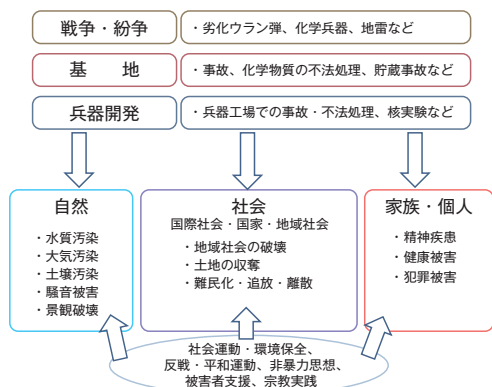 戦争・紛争
・劣化ウラン弾、化学兵器、地雷など
基　地
・事故、化学物質の不法処理、貯蔵事故など
兵器開発
・兵器工場での事故・不法処理、核実験など
自然
・水質汚染
・大気汚染
・土壌汚染
・騒音被害
・景観破壊
社会
国際社会・国家・地域社会
・地域社会の破壊
・土地の収奪
・難民化・追放・離散
家族・個人
・精神疾患
・健康被害
・犯罪被害
社会運動・環境保全、
反戦・平和運動、非暴力思想、
被害者支援、宗教実践